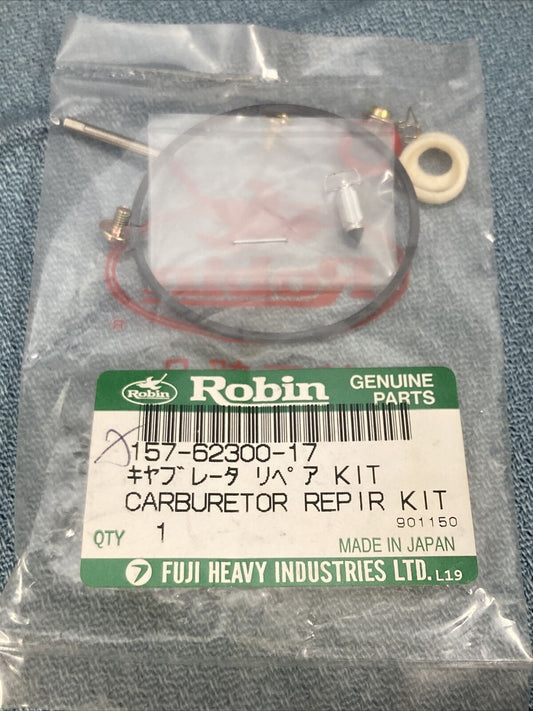 Robin
Robin GENUINE PARTS
157-62300-17
キヤブレータ リペア KIT
CARBURETOR REPIR KIT
901150
QTY 1
MADE IN JAPAN
FUJI HEAVY INDUSTRIES LTD. L19